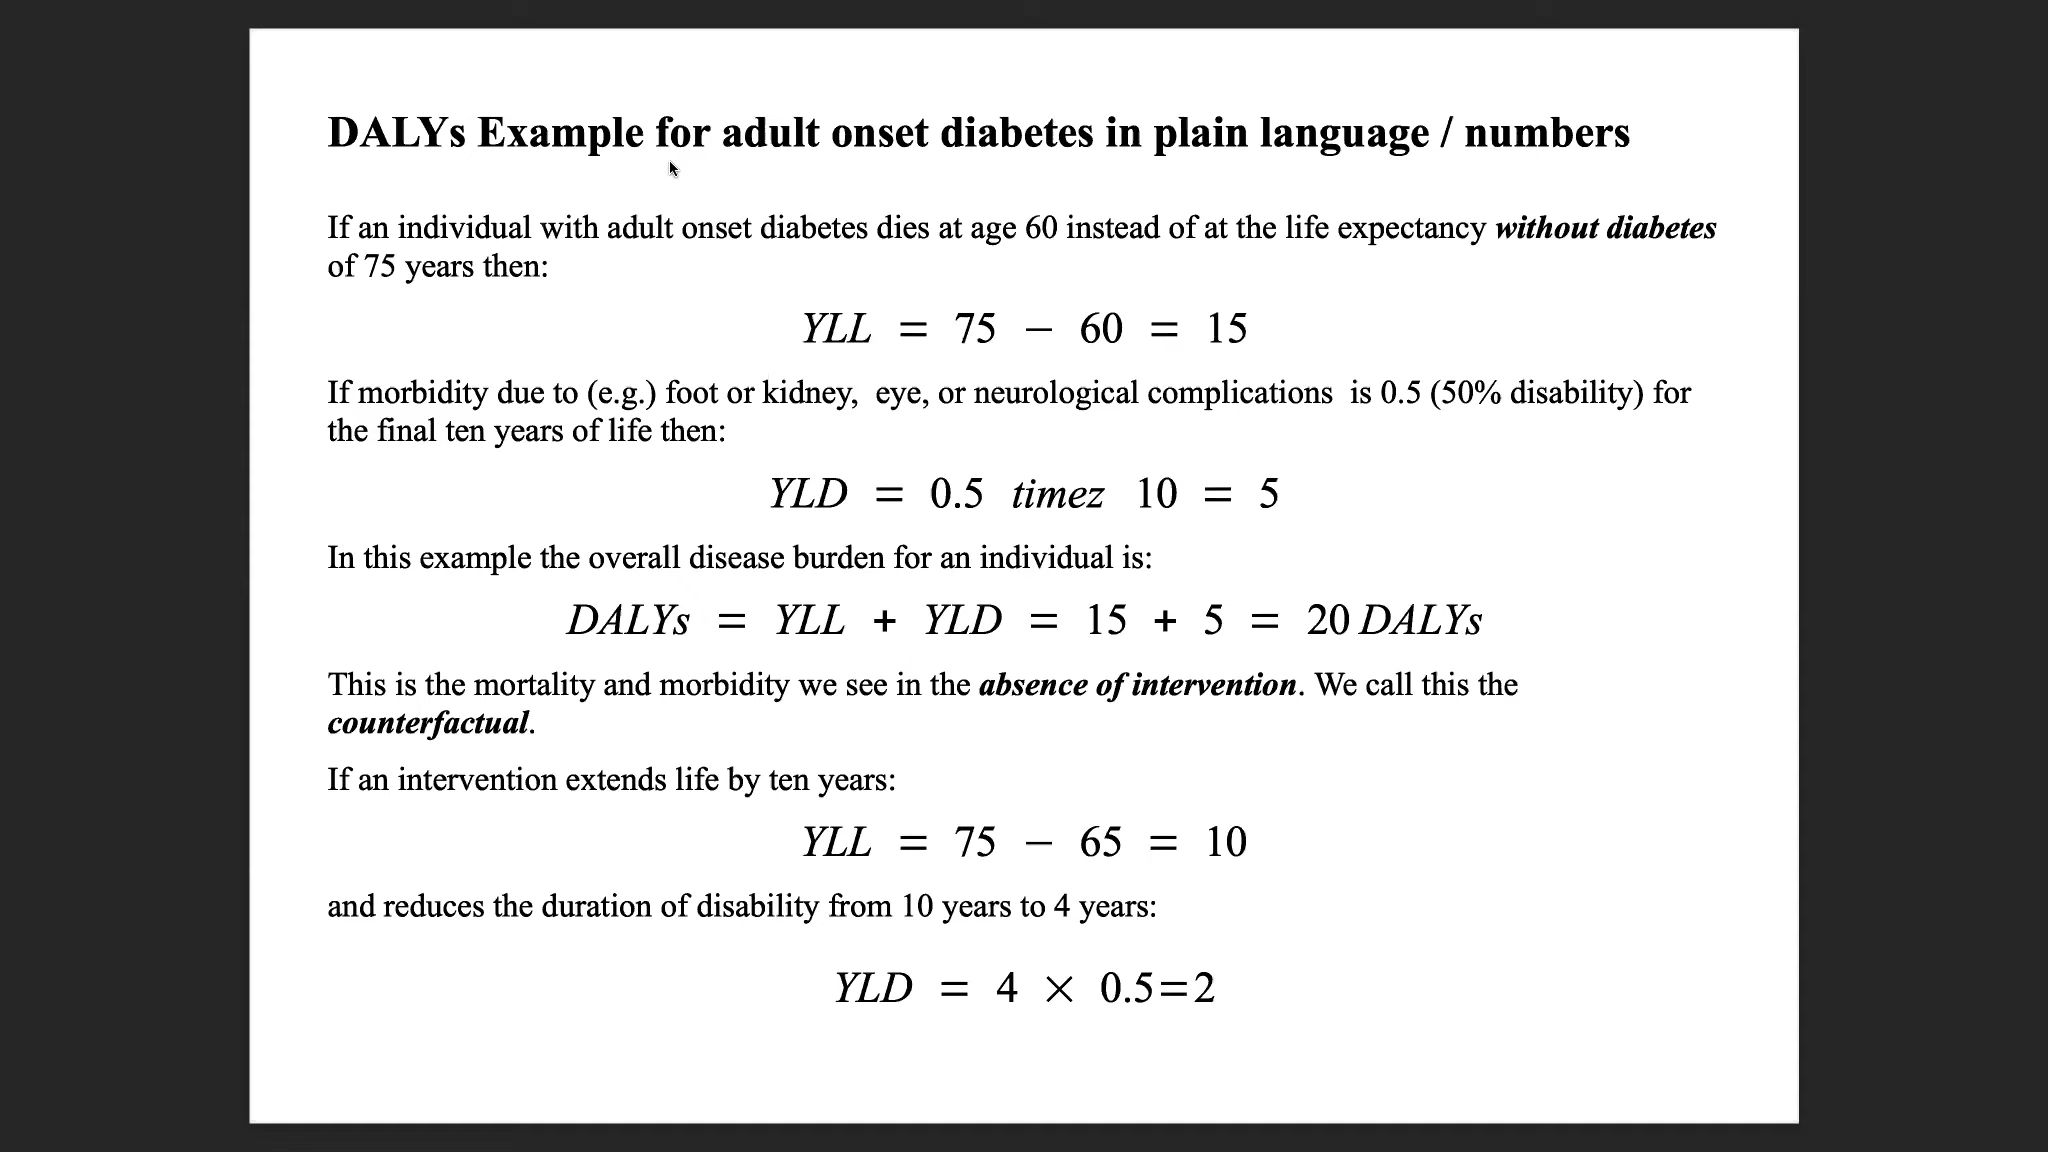 DALYs Example for adult onset diabetes in plain language / numbers
If an individual with adult onset diabetes dies at age 60 instead of at the life expectancy without diabetes
of 75 years then:
YLL = 75 − 60 = 15
If morbidity due to (e.g.) foot or kidney,  eye, or neurological complications  is 0.5 (50% disability) for
the final ten years of life then:
YLD = 0.5 timez 10 = 5
In this example the overall disease burden for an individual is:
DALYs = YLL + YLD = 15 + 5 = 20 DALYs
This is the mortality and morbidity we see in the absence of intervention. We call this the
counterfactual.
If an intervention extends life by ten years:
YLL = 75 − 65 = 10
and reduces the duration of disability from 10 years to 4 years:
YLD = 4 × 0.5=2